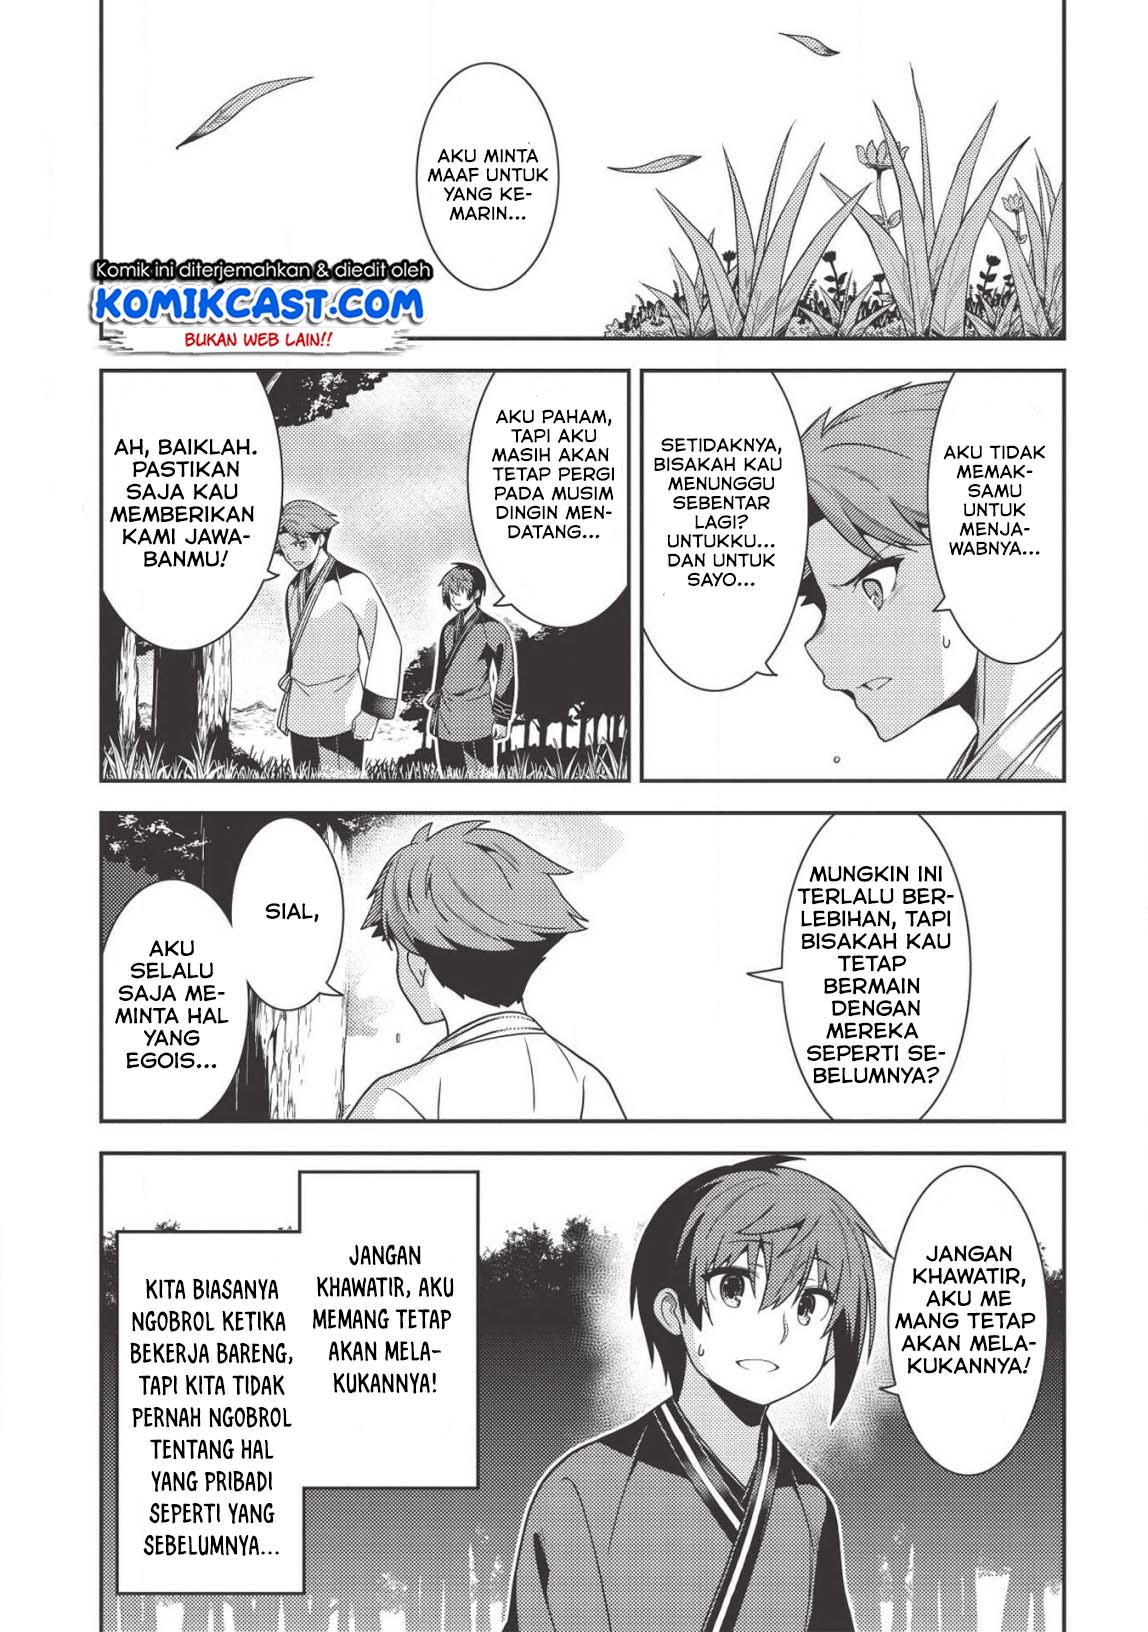 AKU MINTA
MAAF UNTUK
YANG KE-
MARIN...
Komik ini diterjemahkan & diedit oleh
KOMIKCAST.COM
BUKAN WEB LAIN!!
AKU TIDAK
MEMAK-
SAMU UNTUK
MENJA-
WABNYA...
SETIDAKNYA,
BISAKAH KAU
MENUNGGU
SEBENTAR
LAGI?
UNTUKKU...
DAN UNTUK
SAYO...
AKU PAHAM,
TAPI AKU
MASIH AKAN
TETAP PERGI
PADA MUSIM
DINGIN MEN-
DATANG...
AH, BAIKLAH.
PASTIKAN
SAJA KAU
MEMBERIKAN
KAMI JAWA-
BANMU!
MUNGKIN INI
TERLALU BER-
LEBIHAN, TAPI
BISAKAH KAU
TETAP
BERMAIN
DENGAN
MEREKA
SEPERTI SE-
BELUMNYA?
SIAL,
AKU
SELALU
SAJA ME-
MINTA HAL
YANG
EGOIS...
JANGAN
KHAWATIR,
AKU ME
MANG TETAP
AKAN MELA-
KUKANNYA!
JANGAN
KHAWATIR, AKU
MEMANG TETAP
AKAN MELA-
KUKANNYA!
KITA BIASANYA
NGOBROL KETIKA
BEKERJA BARENG,
TAPI KITA TIDAK
PERNAH NGOBROL
TENTANG HAL
YANG PRIBADI
SEPERTI YANG
SEBELUMNYA...